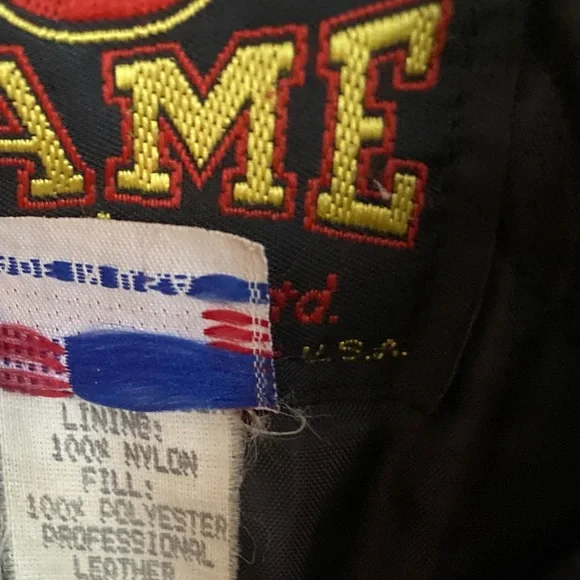 AME
rd.
U.S.A.
LINING:
100% NYLON
FILL:
100% POLYESTER
PROFESSIONAL
LEATHER